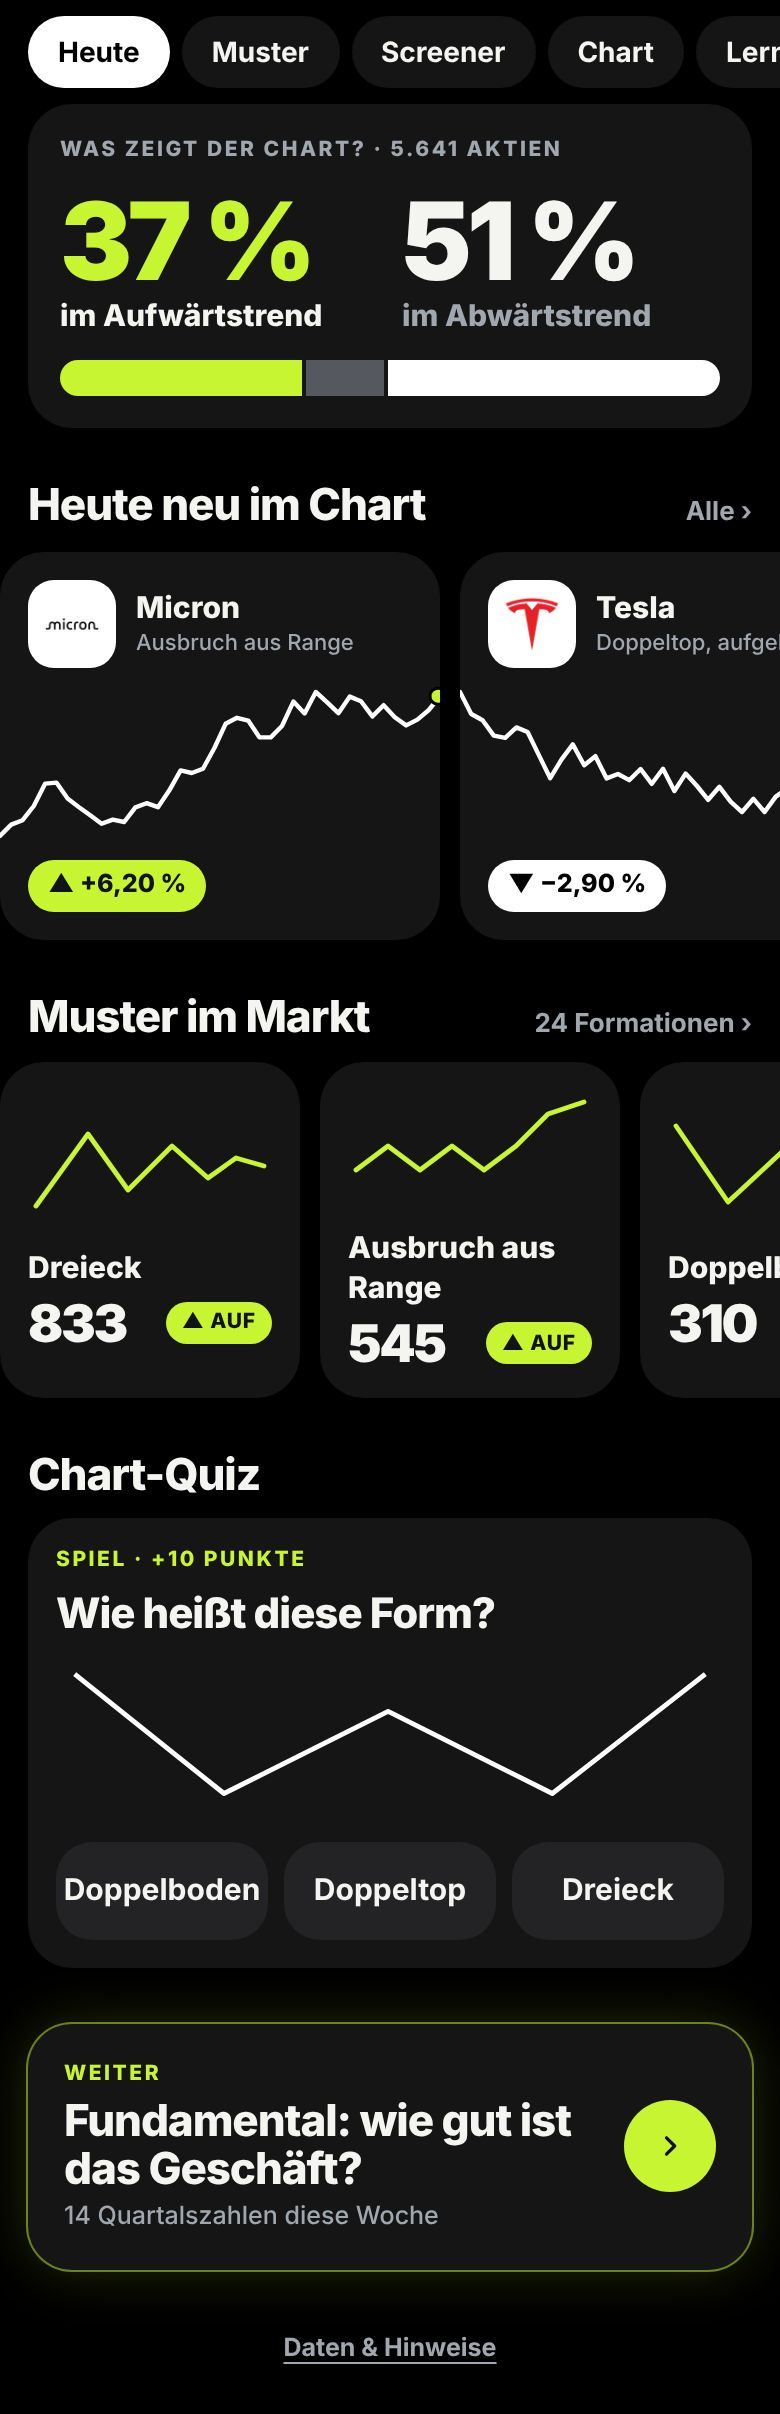 Heute Muster Screener Chart
WAS ZEIGT DER CHART? · 5.641 AKTIEN
37 % 51 %
im Aufwärtstrend im Abwärtstrend
Heute neu im Chart Alle ›
micron Micron Tesla
Ausbruch aus Range Doppeltop,
▲ +6,20 % ▼ −2,90 %
Muster im Markt 24 Formationen ›
Dreieck
833 ▲ AUF
Ausbruch aus
Range
545 ▲ AUF
310
Chart-Quiz
SPIEL · +10 PUNKTE
Wie heißt diese Form?
Doppelboden Doppeltop Dreieck
WEITER
Fundamental: wie gut ist
das Geschäft?
14 Quartalszahlen diese Woche
Daten & Hinweise